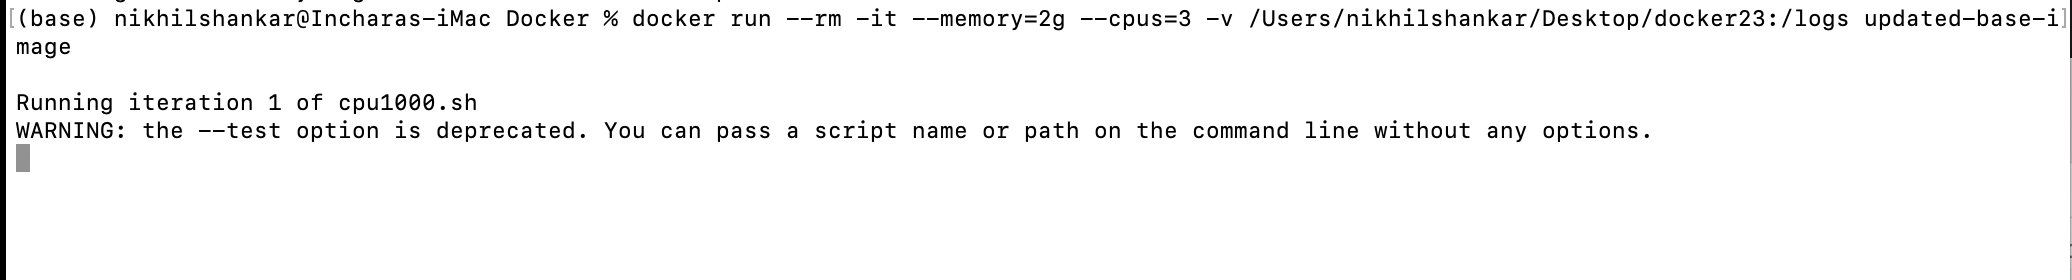 [(base) nikhilshankar@Incharas-iMac Docker % docker run --rm -it --memory=2g --cpus=3 -v /Users/nikhilshankar/Desktop/docker23:/logs updated-base-i]
mage
Running iteration 1 of cpu1000.sh
WARNING: the --test option is deprecated. You can pass a script name or path on the command line without any options.